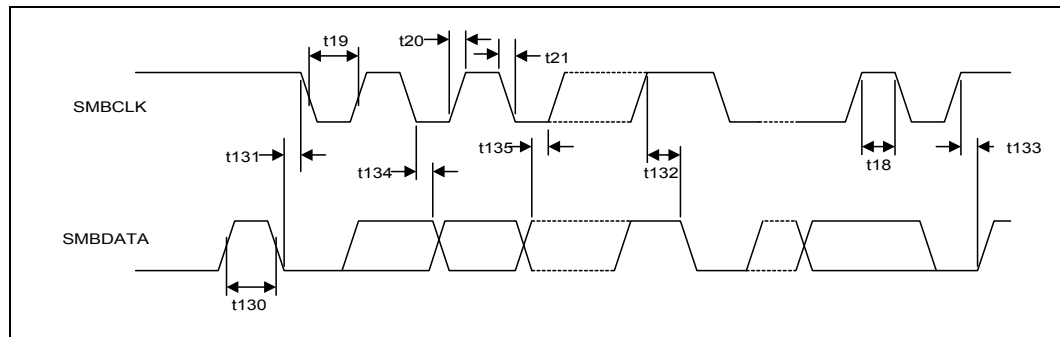 t19
t20
t21
SMBCLK
t131
t134
t135
t132
t18
t133
SMBDATA
t130